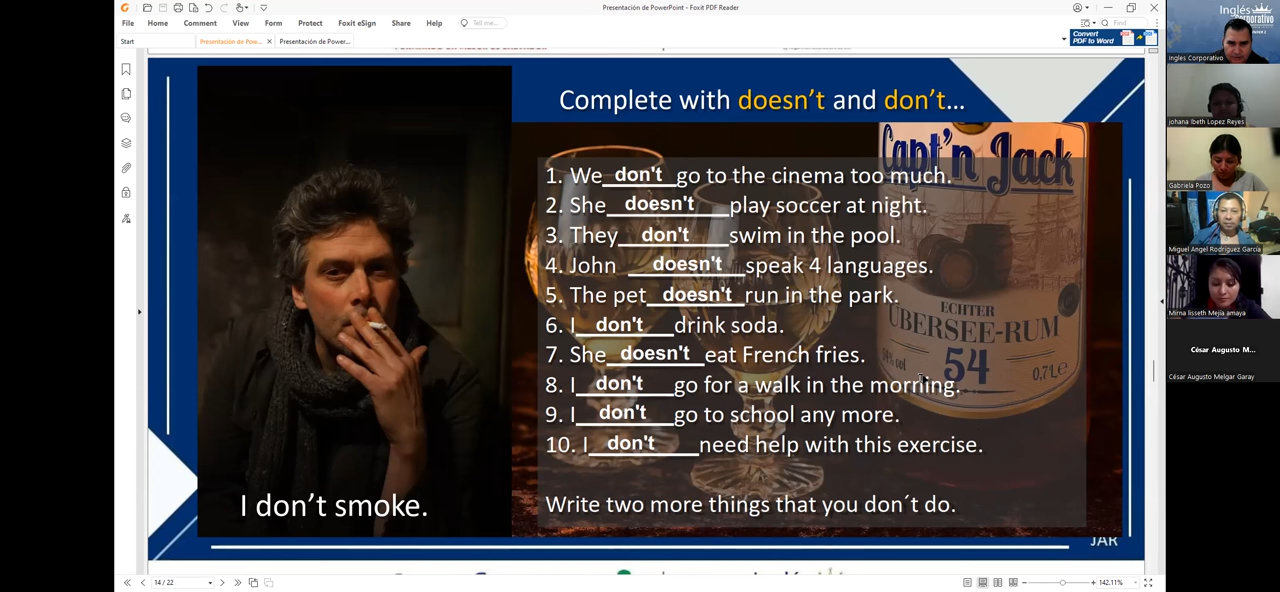 Presentación de PowerPoint - Foxit PDF Reader
File Home Comment View Form Protect Foxit eSign Share Help Tell me... Find
Start Presentación de Pow... Presentación de Power...
Convert PDF to Word
Complete with doesn't and don't...
Capt'n Jack
1. We don't go to the cinema too much.
2. She doesn't play soccer at night.
3. They don't swim in the pool.
4. John doesn't speak 4 languages.
5. The pet doesn't run in the park.
6. I don't drink soda.
7. She doesn't eat French fries.
8. I don't go for a walk in the morning.
9. I don't go to school any more.
10. I don't need help with this exercise.
ECHTER
ÜBERSEE-RUM
54
0,7L
I don't smoke.
Write two more things that you don´t do.
JAR
14 / 22
142.11%
Inglés
Corporativo
Ingles Corporativo
johana lbeth Lopez Reyes
Gabriela Pozo
Miguel Angel Rodriguez Garcia
Mirna lisseth Mejia amaya
César Augusto M...
César Augusto Melgar Garay